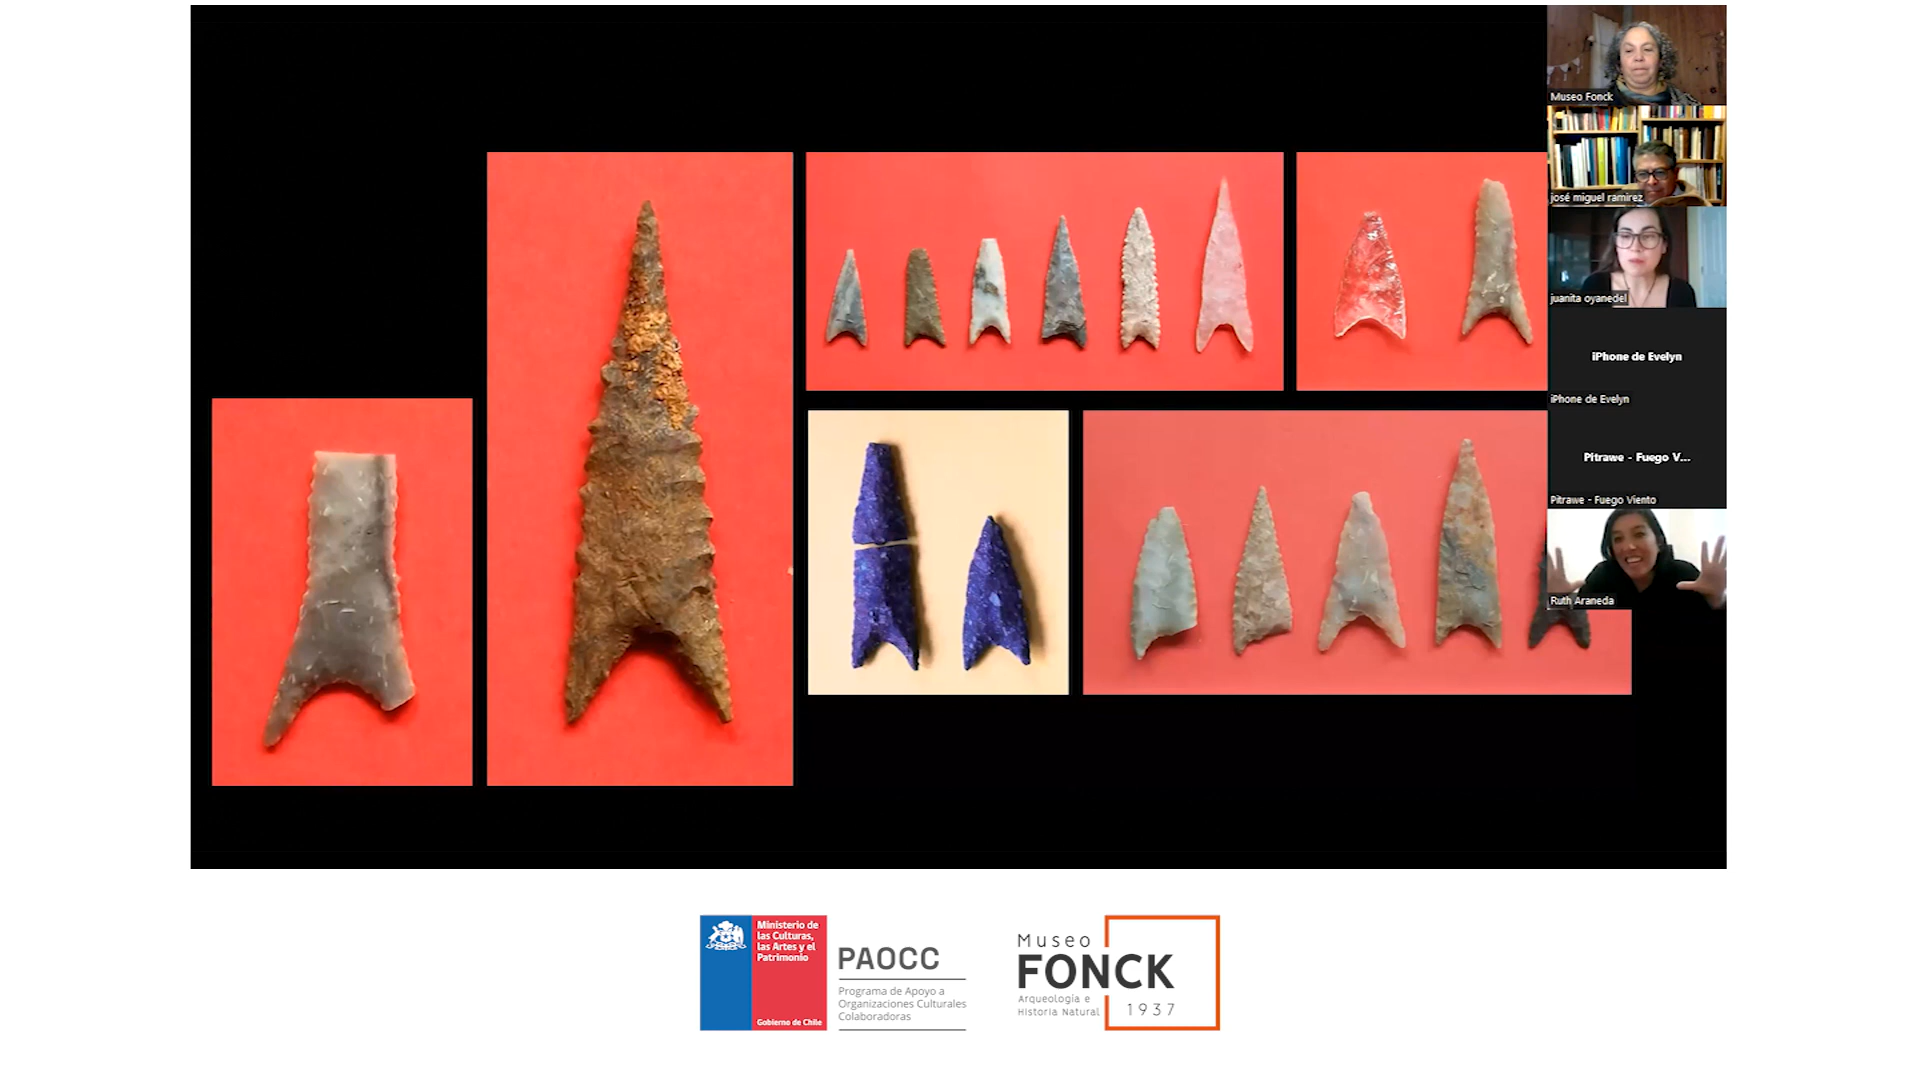 Museo Fonck
josé miguel ramirez
juanita oyanedel
iPhone de Evelyn
iPhone de Evelyn
Pitrawe - Fuego V...
Pitrawe - Fuego Viento
Ruth Araneda
Ministerio de
las Culturas,
las Artes y el
Patrimonio
Gobierno de Chile
PAOCC
Programa de Apoyo a
Organizaciones Culturales
Colaboradoras
Museo
FONCK
Arqueología e
Historia Natural
1937